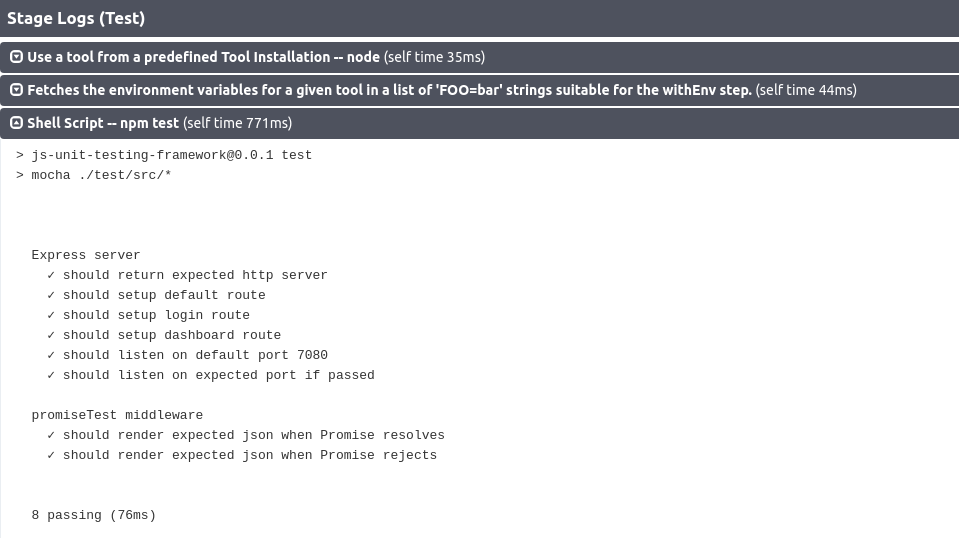 Stage Logs (Test)
Use a tool from a predefined Tool Installation -- node (self time 35ms)
Fetches the environment variables for a given tool in a list of 'FOO=bar' strings suitable for the withEnv step. (self time 44ms)
Shell Script -- npm test (self time 771ms)
> js-unit-testing-framework@0.0.1 test
> mocha ./test/src/*
Express server
✓ should return expected http server
✓ should setup default route
✓ should setup login route
✓ should setup dashboard route
✓ should listen on default port 7080
✓ should listen on expected port if passed
promiseTest middleware
✓ should render expected json when Promise resolves
✓ should render expected json when Promise rejects
8 passing (76ms)